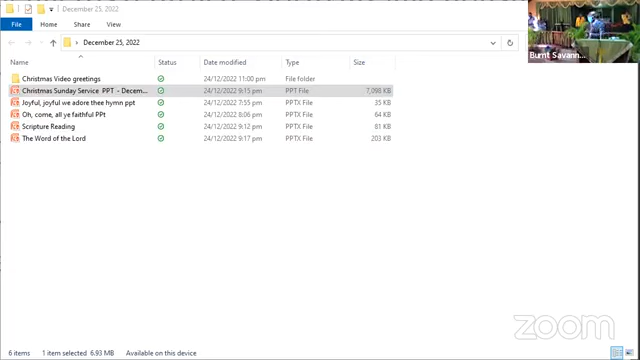 December 25, 2022
File Home Share View
December 25, 2022
Name Status Date modified Type Size
Christmas Video greetings 24/12/2022 11:00 pm File folder
Christmas Sunday Service PPT - Decem... 24/12/2022 9:15 pm PPT File 7,098 KB
Joyful, joyful we adore thee hymn ppt 24/12/2022 7:55 pm PPTX File 35 KB
Oh, come, all ye faithful PPt 24/12/2022 8:06 pm PPTX File 64 KB
Scripture Reading 24/12/2022 9:12 pm PPTX File 81 KB
The Word of the Lord 24/12/2022 9:17 pm PPTX File 203 KB
Burnt Savann...
zoom
6 items 1 item selected 6.93 MB Available on this device